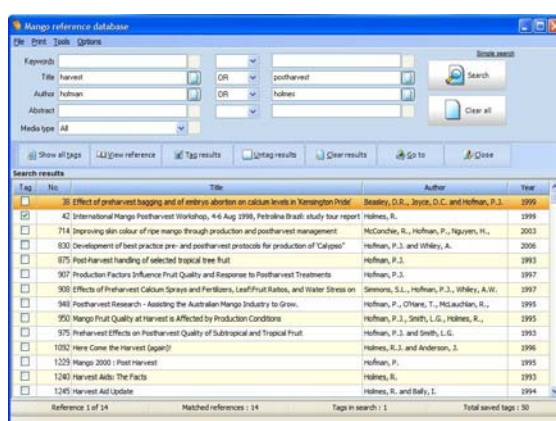 Mango reference database
File Print Tools Options
Simple search
Keywords
Title harvest OR postharvest
Author hofman OR holmes
Abstract
Media type All
Search
Clear all
Show all tags View reference Tag results Untag results Clear results Go to Close
Search results
Tag No. Title Author Year
38 Effect of preharvest bagging and of embryo abortion on calcium levels in 'Kensington Pride' Beasley, D.R., Joyce, D.C. and Hofman, P.J. 1999
42 International Mango Postharvest Workshop, 4-6 Aug 1998, Petrolina Brazil: study tour report Holmes, R. 1999
714 Improving skin colour of ripe mango through production and postharvest management McConchie, R., Hofman, P., Nguyen, H., 2003
830 Development of best practice pre- and postharvest protocols for production of "Calypso" Hofman, P.J. and Whiley, A. 2006
875 Post-harvest handling of selected tropical tree fruit Hofman, P.J. 1993
907 Production Factors Influence Fruit Quality and Response to Postharvest Treatments Hofman, P.J. 1997
908 Effects of Preharvest Calcium Sprays and Fertilizers, Leaf:Fruit Ratios, and Water Stress on Simmons, S.L., Hofman, P.J., Whiley, A.W. 1997
948 Postharvest Research - Assisting the Australian Mango Industry to Grow. Hofman, P., O'Hare, T., McLauchlan, R., 1995
950 Mango Fruit Quality at Harvest is Affected by Production Conditions Hofman, P.J., Smith, L.G., Holmes, R., 1995
975 Preharvest Effects on Postharvest Quality of Subtropical and Tropical Fruit Hofman, P.J. and Smith, L.G. 1993
1092 Here Come the Harvest (again)! Holmes, R.J. and Anderson, J. 1996
1229 Mango 2000 : Post Harvest Hofman, P. 1995
1240 Harvest Aids: The Facts Holmes, R. 1993
1245 Harvest Aid Update Holmes, R. and Bally, I. 1994
Reference 1 of 14 Matched references : 14 Tags in search : 1 Total saved tags : 50